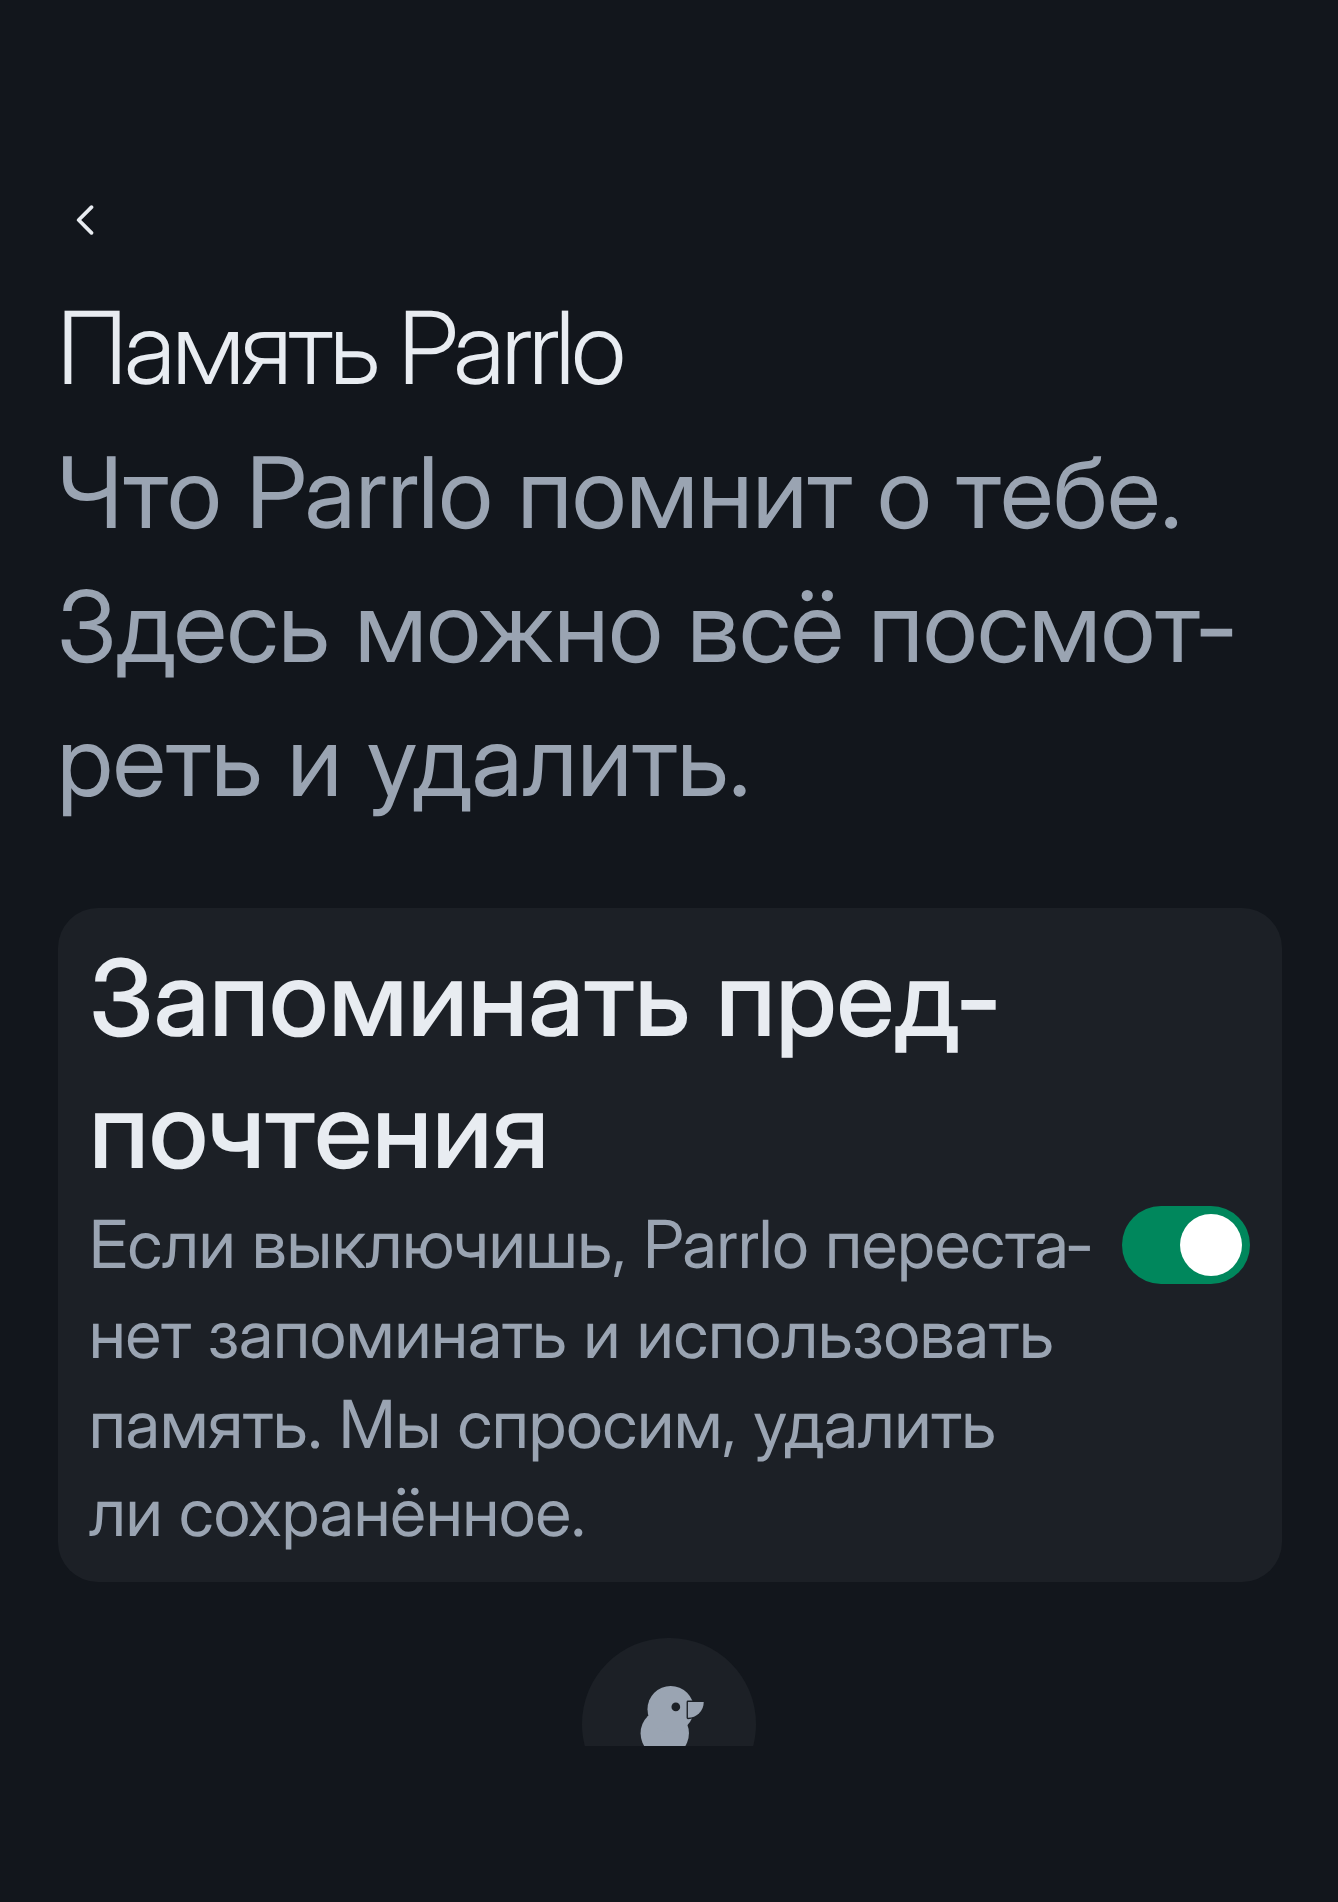 Память Parrlo
Что Parrlo помнит о тебе.
Здесь можно всё посмот-
реть и удалить.
Запоминать пред-
почтения
Если выключишь, Parrlo переста-
нет запоминать и использовать
память. Мы спросим, удалить
ли сохранённое.